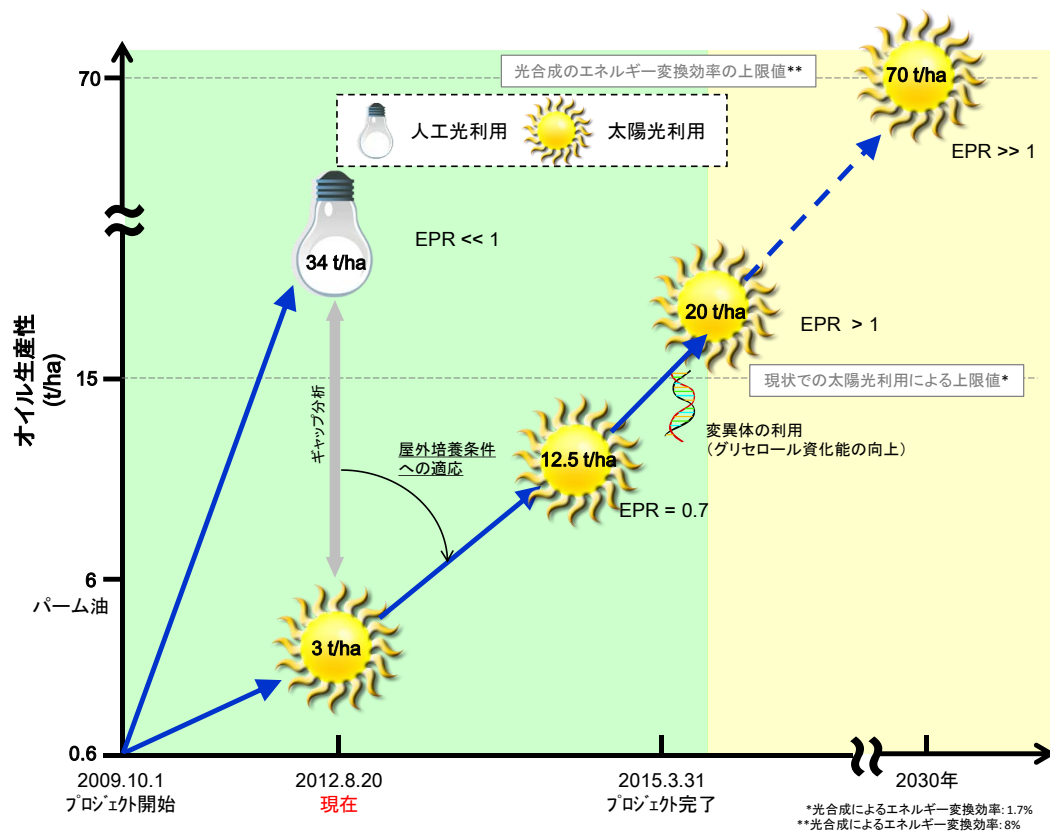 70
光合成のエネルギー変換効率の上限値**
70 t/ha
人工光利用
太陽光利用
EPR >> 1
EPR << 1
34 t/ha
20 t/ha
EPR > 1
オイル生産性
(t/ha)
15
現状での太陽光利用による上限値*
ギャップ分析
変異体の利用
（グリセロール資化能の向上）
屋外培養条件
への適応
12.5 t/ha
EPR = 0.7
6
パーム油
3 t/ha
0.6
2009.10.1
プロジェクト開始
2012.8.20
現在
2015.3.31
プロジェクト完了
2030年
*光合成によるエネルギー変換効率: 1.7%
**光合成によるエネルギー変換効率: 8%